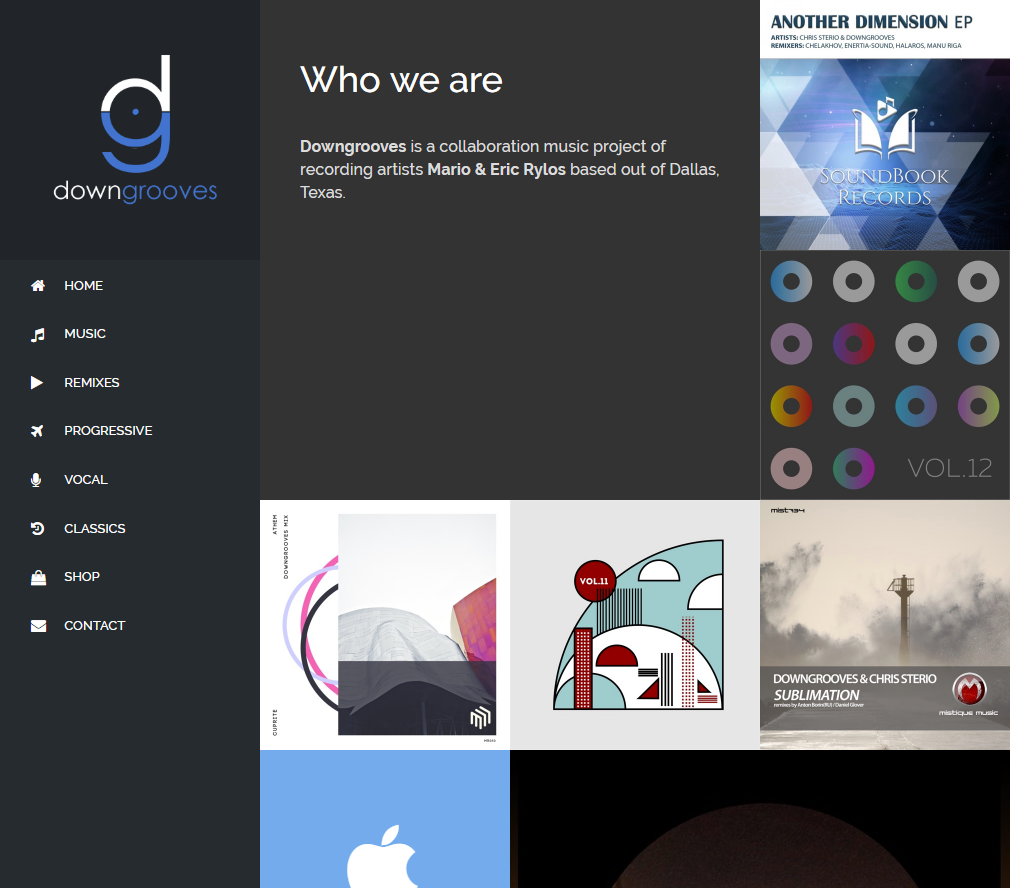 downgrooves
HOME
MUSIC
REMIXES
PROGRESSIVE
VOCAL
CLASSICS
SHOP
CONTACT
Who we are
Downgrooves is a collaboration music project of
recording artists Mario & Eric Rylos based out of Dallas,
Texas.
ANOTHER DIMENSION EP
ARTISTS: CHRIS STERIO & DOWNGROOVES
REMIXERS: CHELAKHOV, ENERTIA-SOUND, HALAROS, MANU RIGA
SOUNDBOOK
RECORDS
VOL.12
ATHEM
DOWNGROOVES MIX
CUPRITE
VOL.11
DOWNGROOVES & CHRIS STERIO
SUBLIMATION
remixes by Anton Borin(RU) / Daniel Glover
mistique music